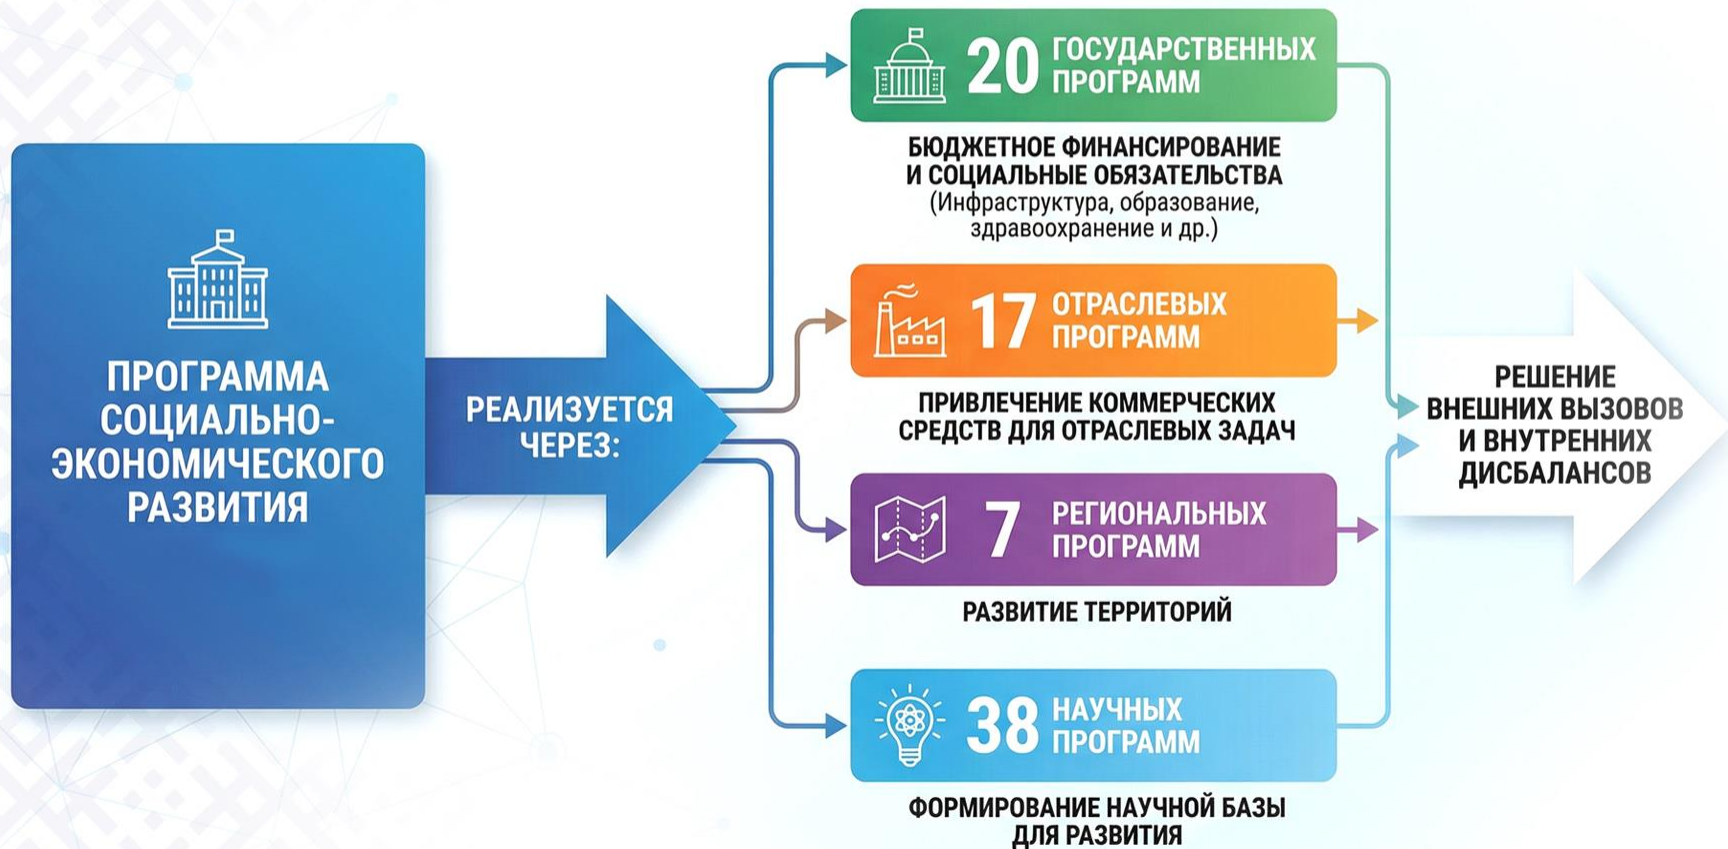 ПРОГРАММА
СОЦИАЛЬНО-
ЭКОНОМИЧЕСКОГО
РАЗВИТИЯ
РЕАЛИЗУЕТСЯ
ЧЕРЕЗ:
20 ГОСУДАРСТВЕННЫХ
ПРОГРАММ
БЮДЖЕТНОЕ ФИНАНСИРОВАНИЕ
И СОЦИАЛЬНЫЕ ОБЯЗАТЕЛЬСТВА
(Инфраструктура, образование,
здравоохранение и др.)
17 ОТРАСЛЕВЫХ
ПРОГРАММ
ПРИВЛЕЧЕНИЕ КОММЕРЧЕСКИХ
СРЕДСТВ ДЛЯ ОТРАСЛЕВЫХ ЗАДАЧ
7 РЕГИОНАЛЬНЫХ
ПРОГРАММ
РАЗВИТИЕ ТЕРРИТОРИЙ
38 НАУЧНЫХ
ПРОГРАММ
ФОРМИРОВАНИЕ НАУЧНОЙ БАЗЫ
ДЛЯ РАЗВИТИЯ
РЕШЕНИЕ
ВНЕШНИХ ВЫЗОВОВ
И ВНУТРЕННИХ
ДИСБАЛАНСОВ